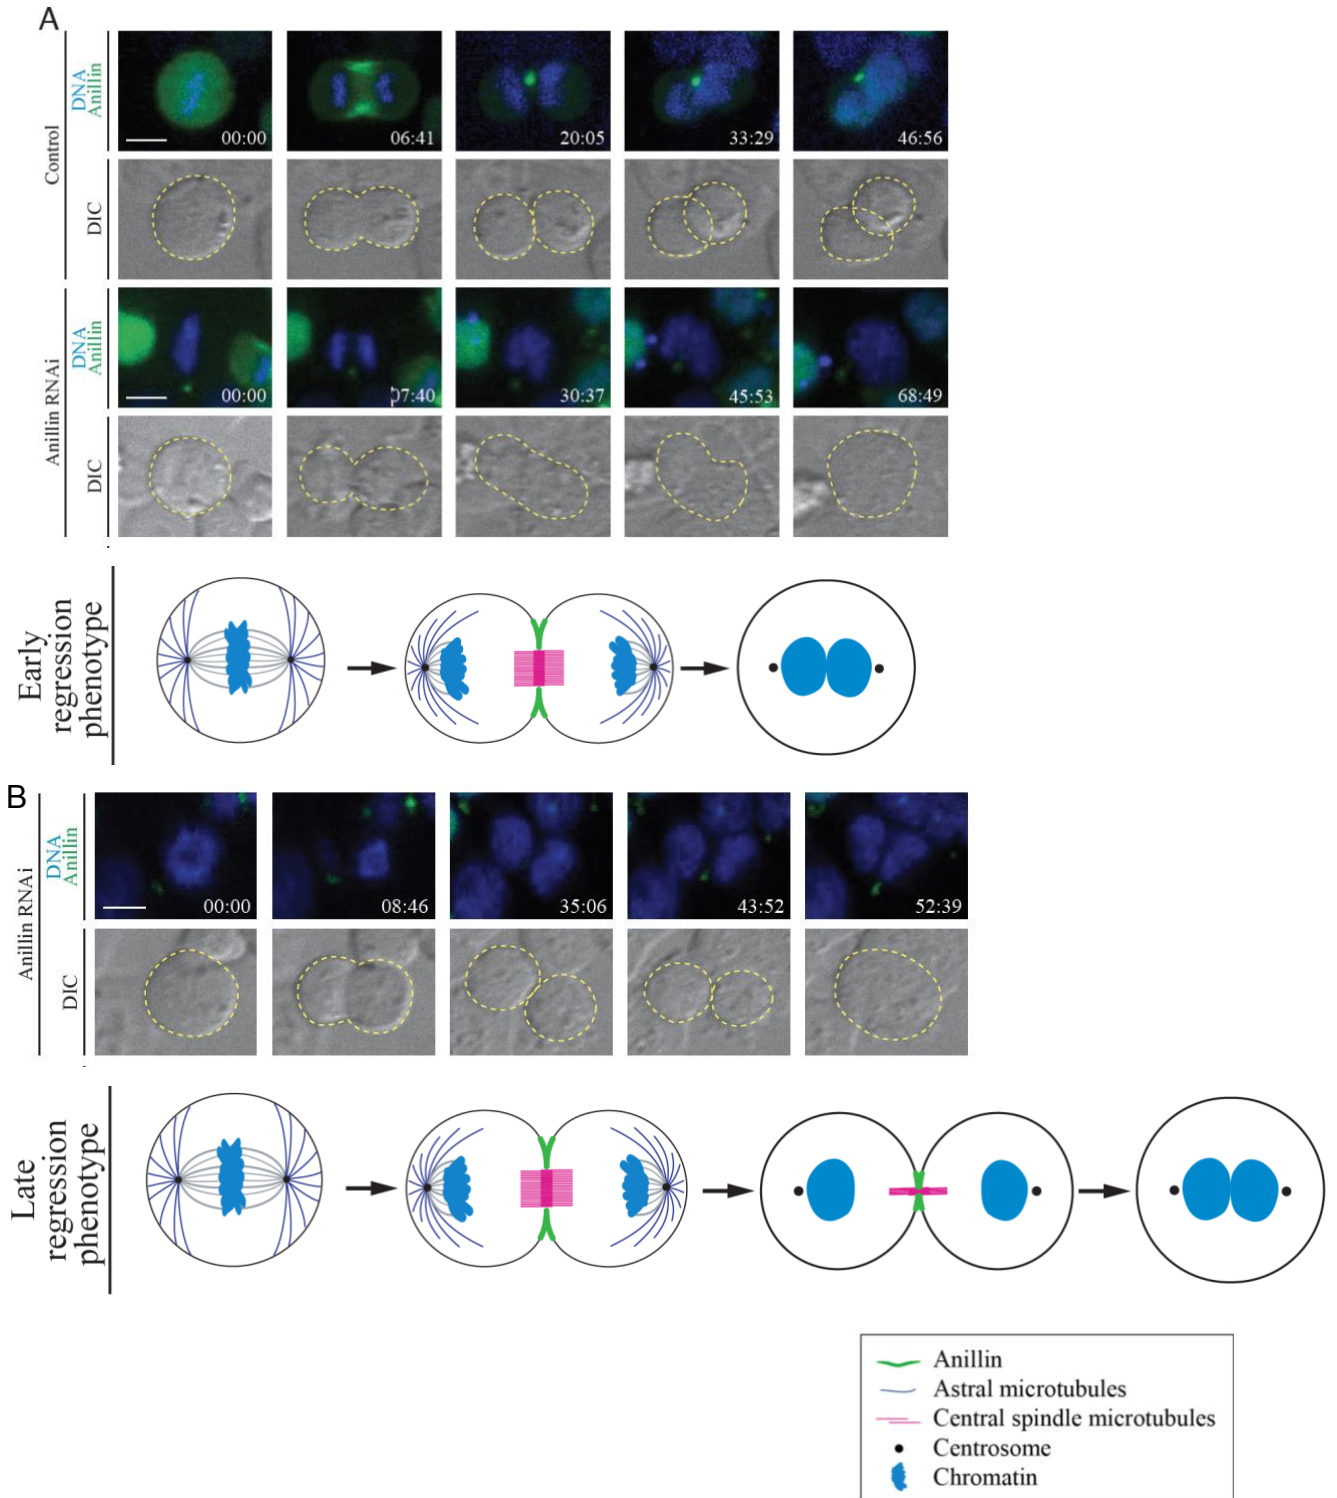 A
Control
DNA
Anillin
00:00
06:41
20:05
33:29
46:56
DIC
Anillin RNAi
DNA
Anillin
00:00
07:40
30:37
45:53
68:49
DIC
Early
regression
phenotype
B
Anillin RNAi
DNA
Anillin
00:00
08:46
35:06
43:52
52:39
DIC
Late
regression
phenotype
Anillin
Astral microtubules
Central spindle microtubules
Centrosome
Chromatin